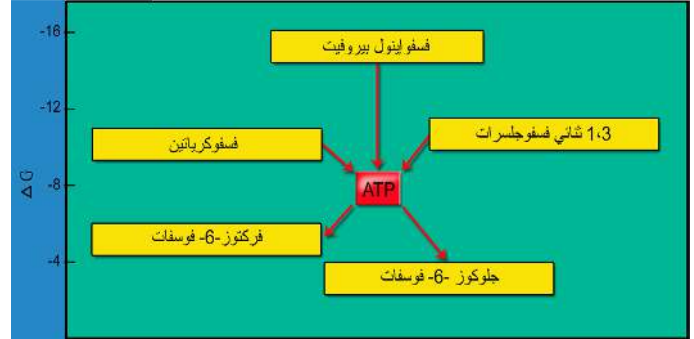 -16
فسفواينول بيروفيت
-12
1،3 ثنائي فسفوجلسرات
فسفوكرياتين
ΔG
-8
ATP
فركتوز-6- فوسفات
-4
جلوكوز -6- فوسفات